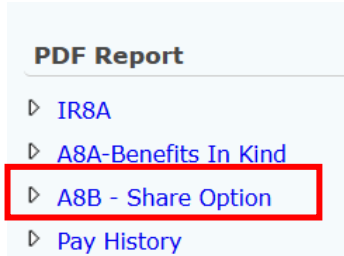 PDF Report
IR8A
A8A-Benefits In Kind
A8B - Share Option
Pay History